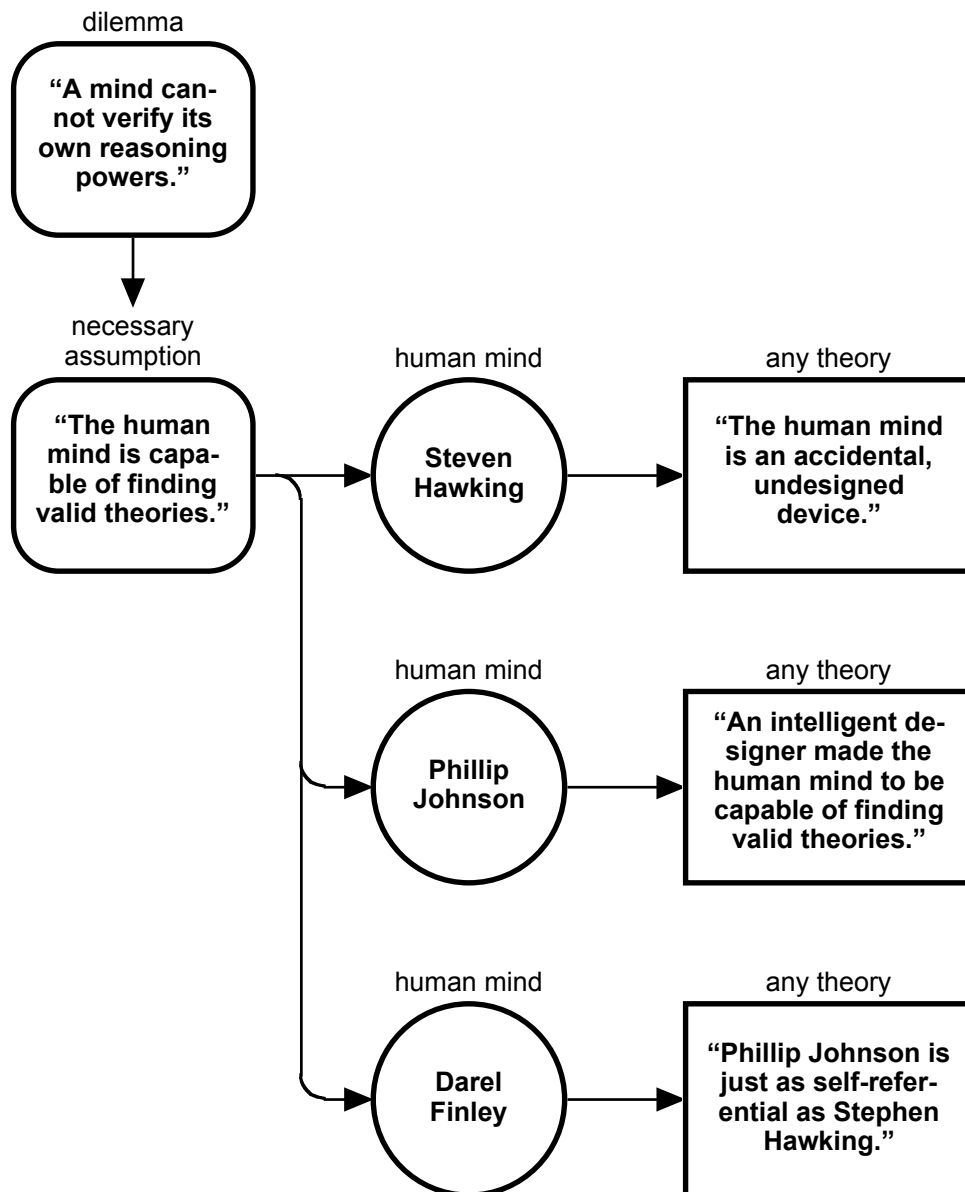 dilemma
“A mind can-
not verify its
own reasoning
powers.”
necessary
assumption
“The human
mind is capa-
ble of finding
valid theories.”
human mind
Steven
Hawking
any theory
“The human mind
is an accidental,
undesigned
device.”
human mind
Phillip
Johnson
any theory
“An intelligent de-
signer made the
human mind to be
capable of finding
valid theories.”
human mind
Darel
Finley
any theory
“Phillip Johnson is
just as self-refer-
ential as Stephen
Hawking.”